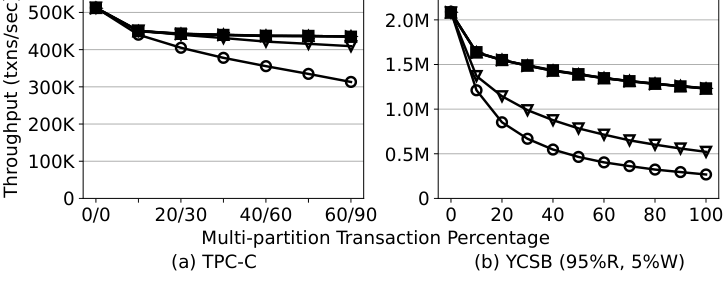 Throughput (txns/sec)
500K
400K
300K
200K
100K
0
0/0 20/30 40/60 60/90
2.0M
1.5M
1.0M
0.5M
0
0 20 40 60 80 100
Multi-partition Transaction Percentage
(a) TPC-C (b) YCSB (95%R, 5%W)